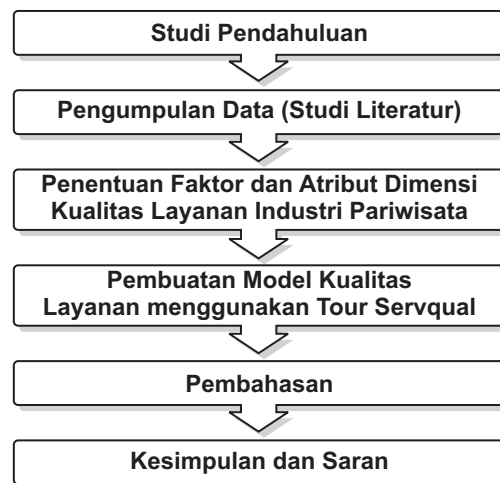 Studi Pendahuluan
Pengumpulan Data (Studi Literatur)
Penentuan Faktor dan Atribut Dimensi
Kualitas Layanan Industri Pariwisata
Pembuatan Model Kualitas
Layanan menggunakan Tour Servqual
Pembahasan
Kesimpulan dan Saran